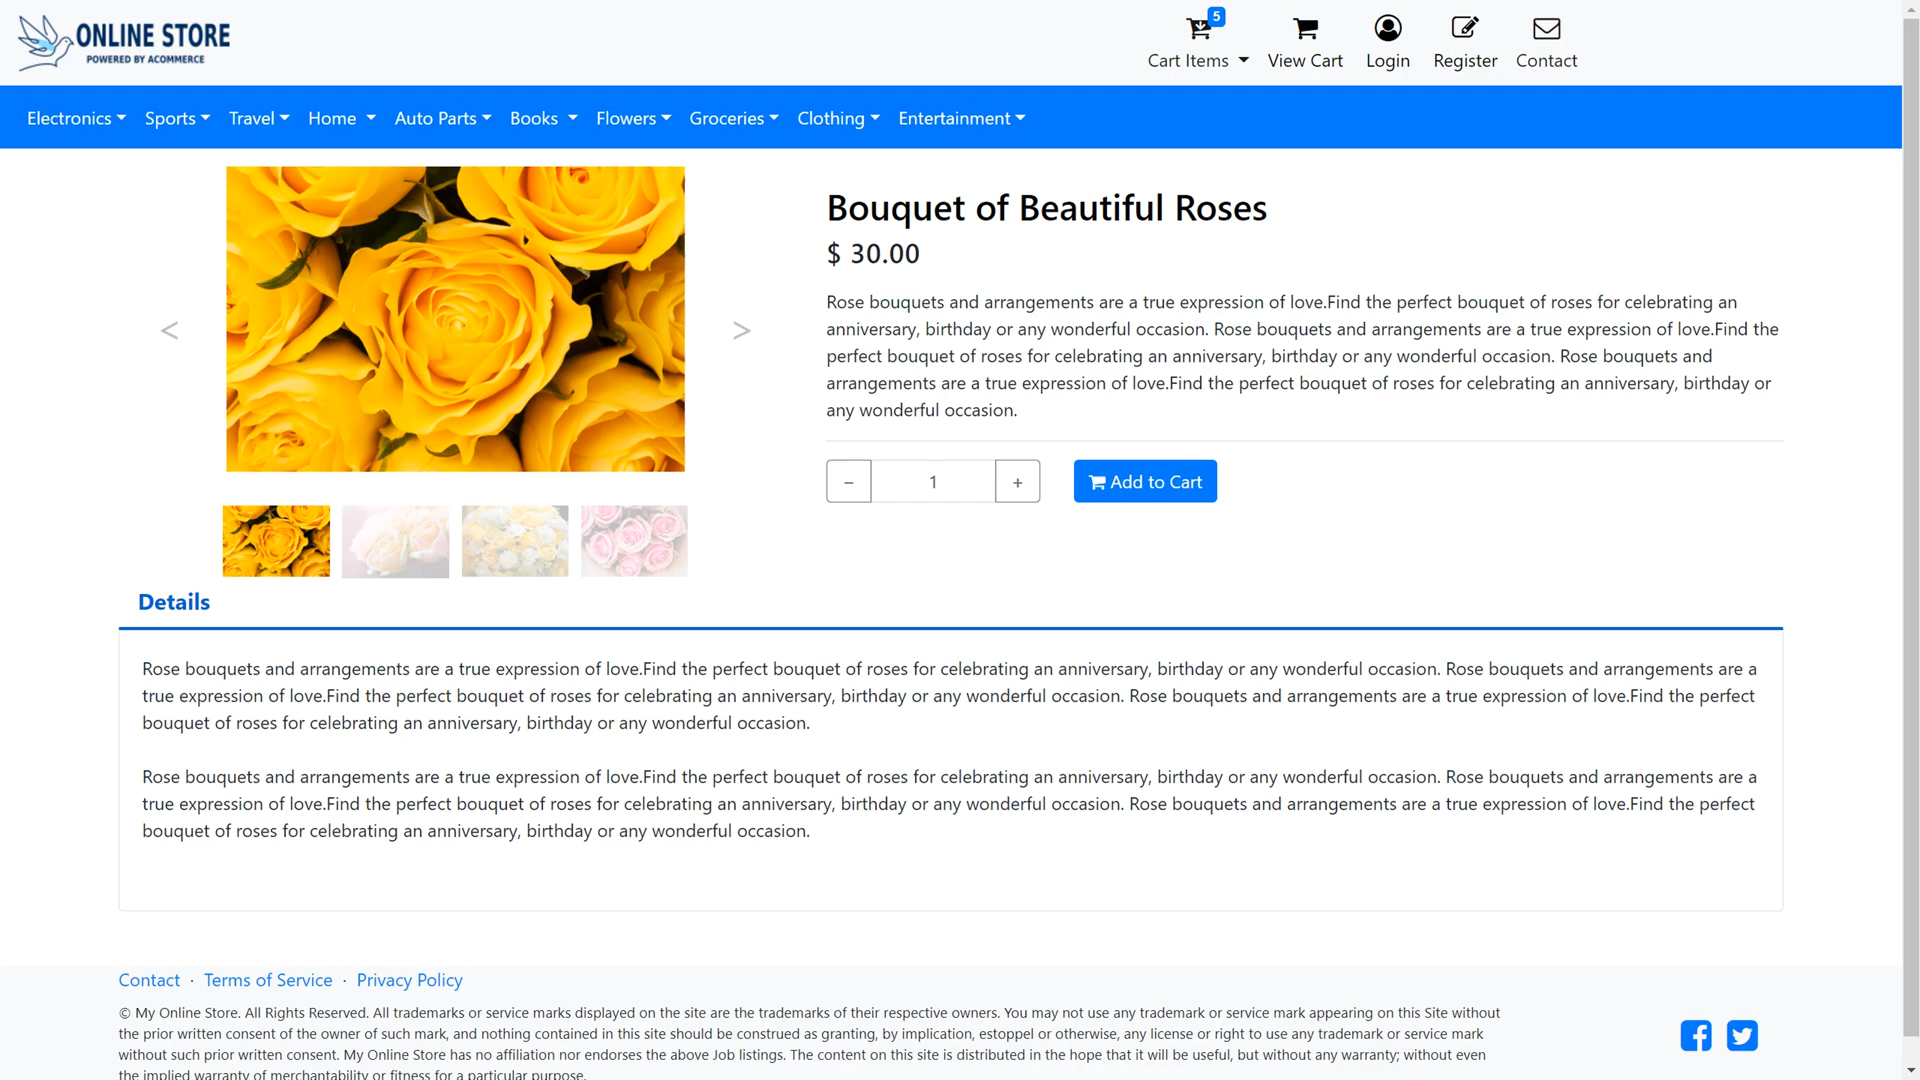 ONLINE STORE
POWERED BY ACOMMERCE
5
Cart Items
View Cart
Login
Register
Contact
Electronics
Sports
Travel
Home
Auto Parts
Books
Flowers
Groceries
Clothing
Entertainment
<
>
Bouquet of Beautiful Roses
$ 30.00
Rose bouquets and arrangements are a true expression of love.Find the perfect bouquet of roses for celebrating an
anniversary, birthday or any wonderful occasion. Rose bouquets and arrangements are a true expression of love.Find the
perfect bouquet of roses for celebrating an anniversary, birthday or any wonderful occasion. Rose bouquets and
arrangements are a true expression of love.Find the perfect bouquet of roses for celebrating an anniversary, birthday or
any wonderful occasion.
− 1 +
Add to Cart
Details
Rose bouquets and arrangements are a true expression of love.Find the perfect bouquet of roses for celebrating an anniversary, birthday or any wonderful occasion. Rose bouquets and arrangements are a
true expression of love.Find the perfect bouquet of roses for celebrating an anniversary, birthday or any wonderful occasion. Rose bouquets and arrangements are a true expression of love.Find the perfect
bouquet of roses for celebrating an anniversary, birthday or any wonderful occasion.
Rose bouquets and arrangements are a true expression of love.Find the perfect bouquet of roses for celebrating an anniversary, birthday or any wonderful occasion. Rose bouquets and arrangements are a
true expression of love.Find the perfect bouquet of roses for celebrating an anniversary, birthday or any wonderful occasion. Rose bouquets and arrangements are a true expression of love.Find the perfect
bouquet of roses for celebrating an anniversary, birthday or any wonderful occasion.
Contact · Terms of Service · Privacy Policy
© My Online Store. All Rights Reserved. All trademarks or service marks displayed on the site are the trademarks of their respective owners. You may not use any trademark or service mark appearing on this Site without
the prior written consent of the owner of such mark, and nothing contained in this site should be construed as granting, by implication, estoppel or otherwise, any license or right to use any trademark or service mark
without such prior written consent. My Online Store has no affiliation nor endorses the above Job listings. The content on this site is distributed in the hope that it will be useful, but without any warranty; without even
the implied warranty of merchantability or fitness for a particular purpose.